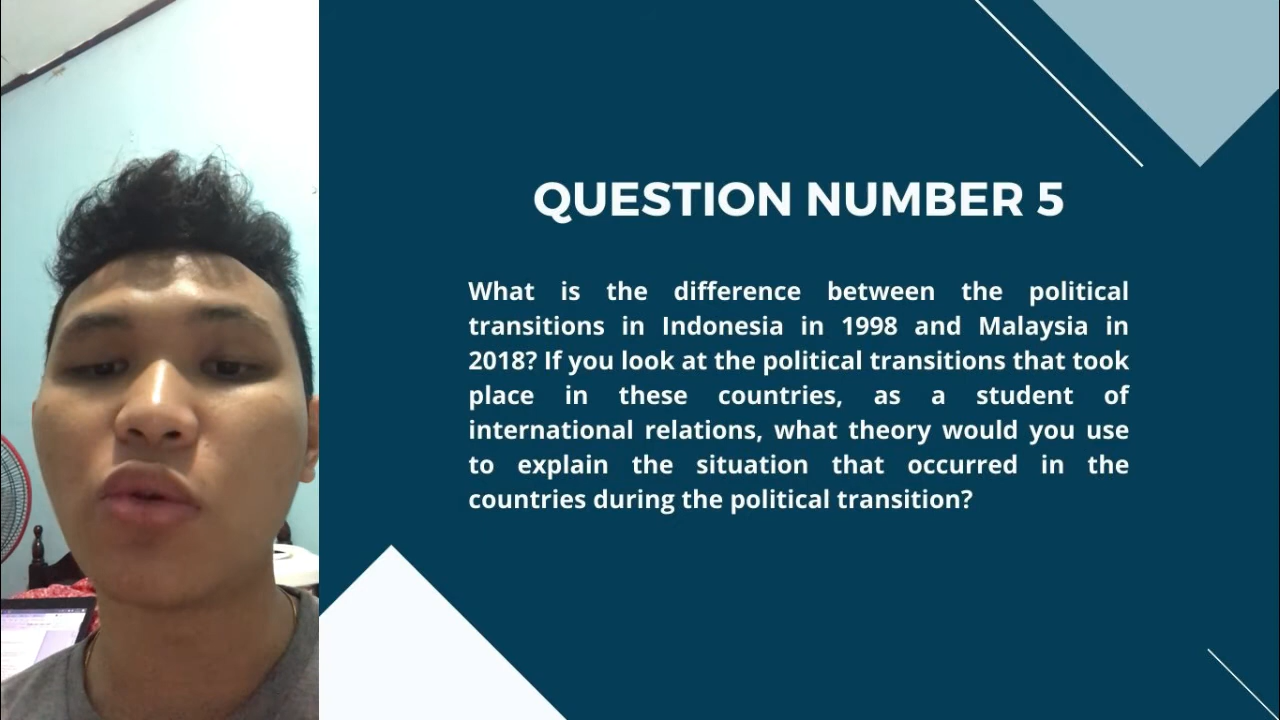 QUESTION NUMBER 5
What is the difference between the political
transitions in Indonesia in 1998 and Malaysia in
2018? If you look at the political transitions that took
place in these countries, as a student of
international relations, what theory would you use
to explain the situation that occurred in the
countries during the political transition?